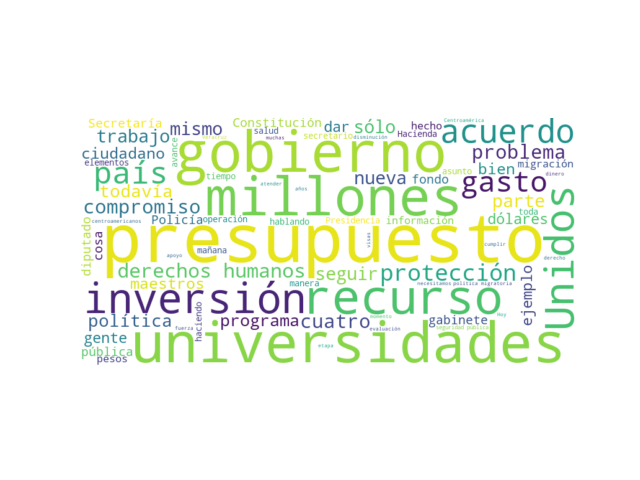 Secretaría
Constitución
Centroamérica
trabajo
mismo
salud
muchas
dar
sólo
hecho
Hacienda
secretario
disminución
acuerdo
ciudadano
elementos
avance
gobierno
problema
país
tiempo
nueva
fondo
asunto
bien
migración
dinero
todavía
atender
años
millones
gasto
parte
compromiso
centroamericanos
Policía
operación
hablando
Presidencia
información
dólares
toda
diputado
cosa
mañana
apoyo
presupuesto
visas
cumplir
derecho
Unidos
derechos humanos
seguir
protección
maestros
manera
necesitamos
política migratoria
inversión
recurso
ejemplo
política
haciendo
programa
cuatro
momento
Hoy
gabinete
fuerza
evaluación
seguridad pública
gente
pública
pesos
universidades
etapa